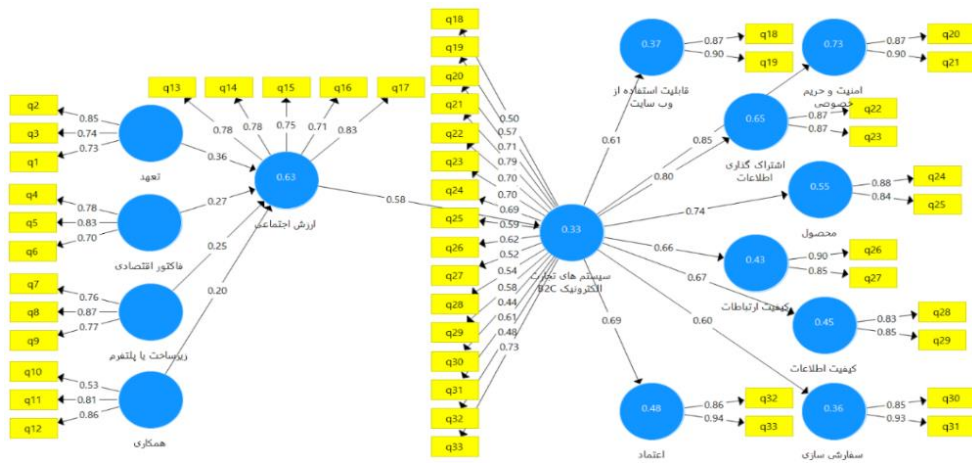 q2
q3
q1
0.85
0.74
0.73
تعهد
q4
q5
q6
0.78
0.83
0.70
فاکتور اقتصادی
q7
q8
q9
0.76
0.87
0.77
زیرساخت یا پلتفرم
q10
q11
q12
0.53
0.81
0.86
همکاری
0.36
0.27
0.25
0.20
q13
q14
q15
q16
q17
0.78
0.78
0.75
0.71
0.83
0.63
ارزش اجتماعی
0.58
q18
q19
q20
q21
q22
q23
q24
q25
q26
q27
q28
q29
q30
q31
q32
q33
0.50
0.57
0.71
0.79
0.70
0.70
0.69
0.59
0.62
0.52
0.54
0.58
0.44
0.61
0.48
0.73
0.33
سیستم های تجارت
الکترونیک B2C
0.61
0.85
0.80
0.74
0.66
0.67
0.60
0.69
0.37
قابلیت استفاده از
وب سایت
0.87
0.90
q18
q19
0.73
امنیت و حریم
خصوصی
0.87
0.90
q20
q21
0.65
اشتراک گذاری
اطلاعات
0.87
0.87
q22
q23
0.55
محصول
0.88
0.84
q24
q25
0.43
کیفیت ارتباطات
0.90
0.85
q26
q27
0.45
کیفیت اطلاعات
0.83
0.85
q28
q29
0.36
سفارشی سازی
0.85
0.93
q30
q31
0.48
اعتماد
0.86
0.94
q32
q33